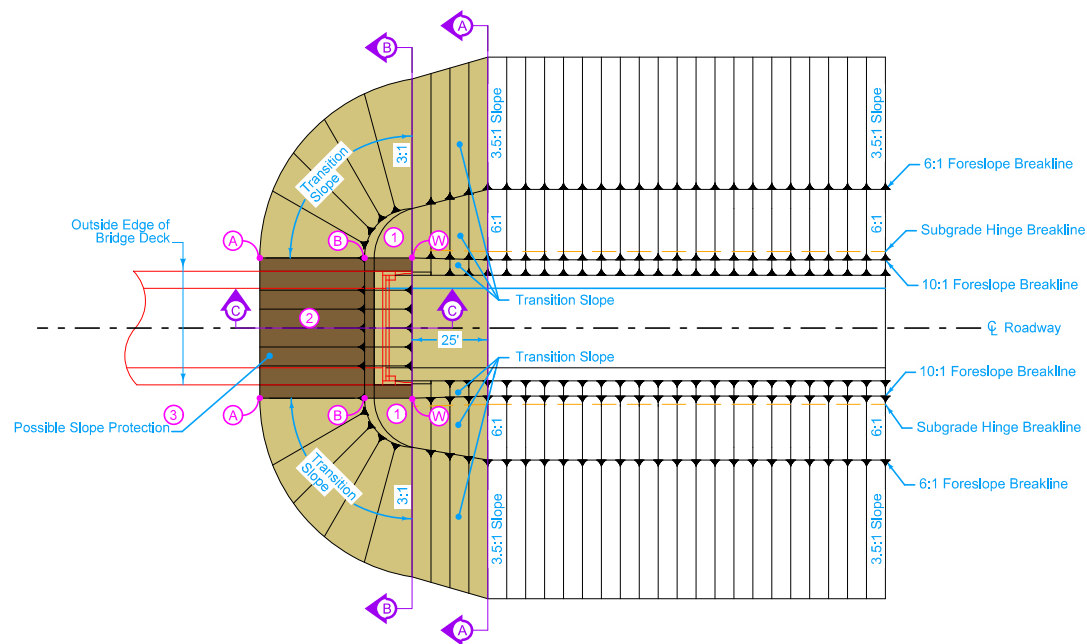 A
B
3.5:1 Slope
3.5:1 Slope
6:1 Foreslope Breakline
Transition
Slope
3:1
Outside Edge of
Bridge Deck
6:1
6:1
Subgrade Hinge Breakline
A
B
1
W
10:1 Foreslope Breakline
C
C
Transition Slope
2
℄ Roadway
25'
Transition Slope
10:1 Foreslope Breakline
3
A
B
1
W
Possible Slope Protection
6:1
6:1
Subgrade Hinge Breakline
Transition
Slope
3:1
6:1 Foreslope Breakline
3.5:1 Slope
3.5:1 Slope
B
A